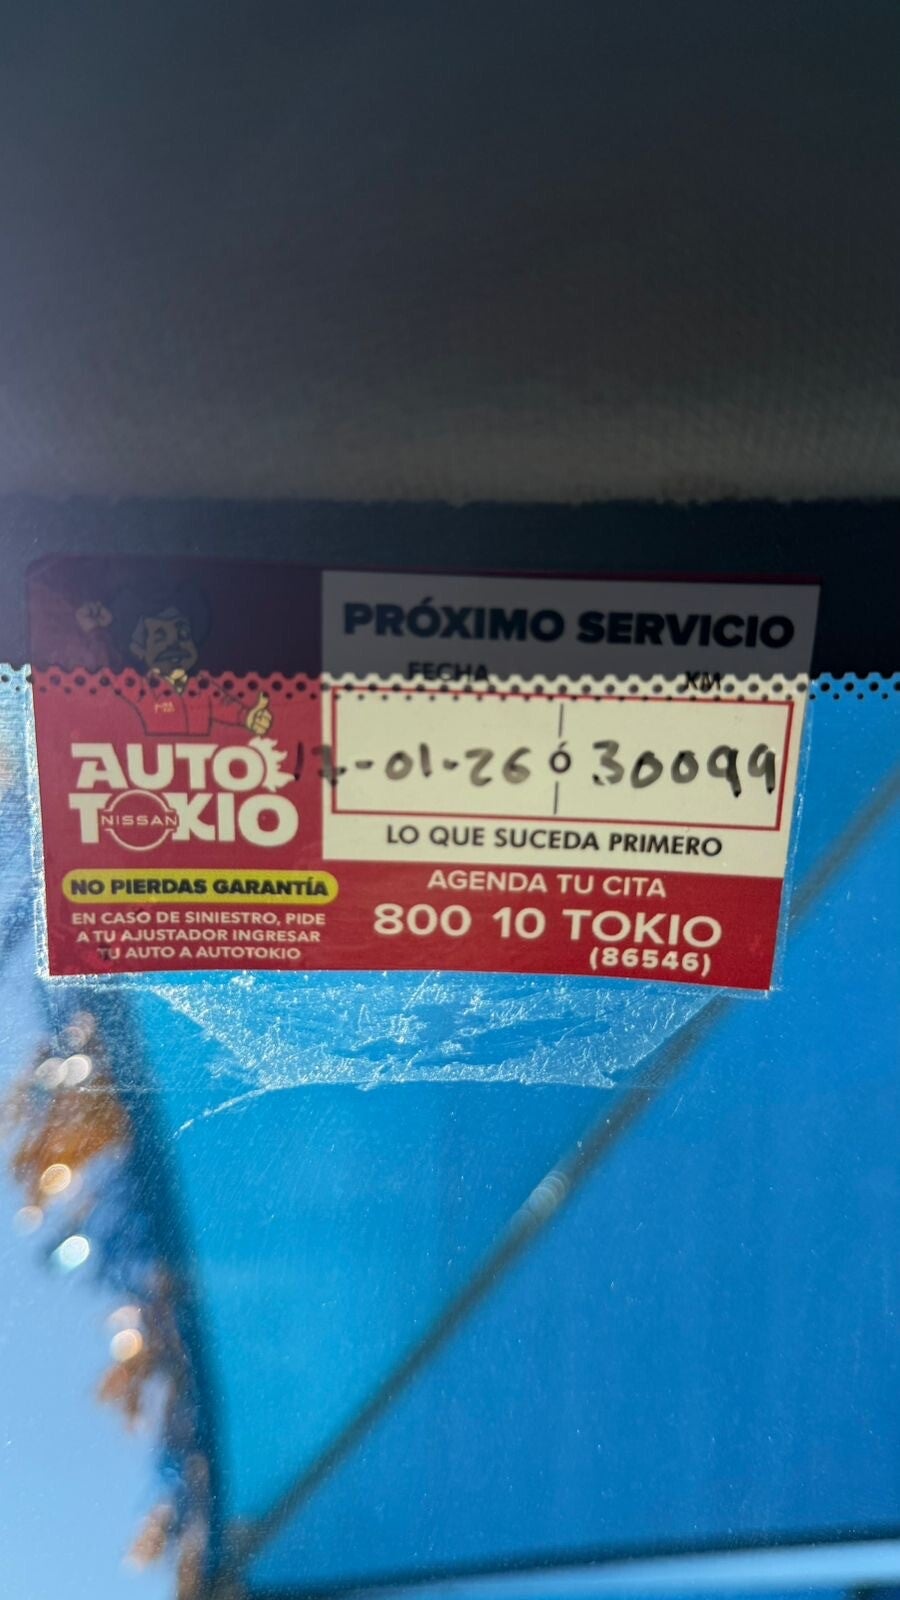 PRÓXIMO SERVICIO
FECHA KM
17-01-26 ó 30099
LO QUE SUCEDA PRIMERO
AUTO
TOKIO
NISSAN
NO PIERDAS GARANTÍA
EN CASO DE SINIESTRO, PIDE
A TU AJUSTADOR INGRESAR
TU AUTO A AUTOTOKIO
AGENDA TU CITA
800 10 TOKIO
(86546)